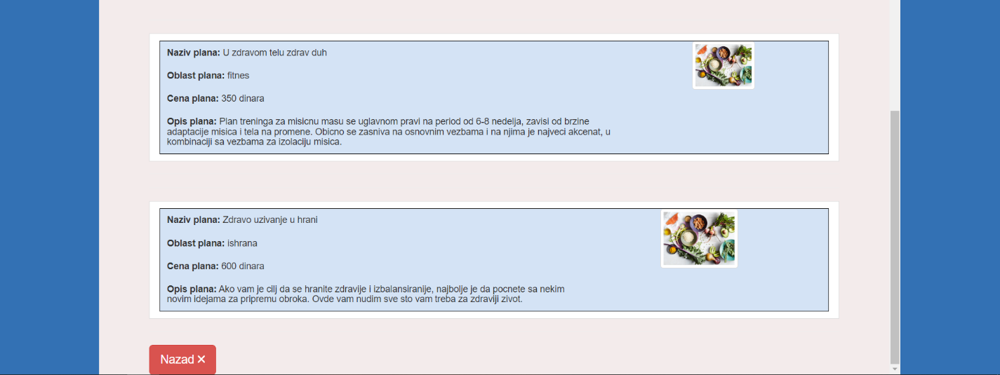 Naziv plana: U zdravom telu zdrav duh
Oblast plana: fitnes
Cena plana: 350 dinara
Opis plana: Plan treninga za misicnu masu se uglavnom pravi na period od 6-8 nedelja, zavisi od brzine
adaptacije misica i tela na promene. Obicno se zasniva na osnovnim vezbama i na njima je najveci akcenat, u
kombinaciji sa vezbama za izolaciju misica.
Naziv plana: Zdravo uzivanje u hrani
Oblast plana: ishrana
Cena plana: 600 dinara
Opis plana: Ako vam je cilj da se hranite zdravije i izbalansiranije, najbolje je da pocnete sa nekim
novim idejama za pripremu obroka. Ovde vam nudim sve sto vam treba za zdraviji zivot.
Nazad ×